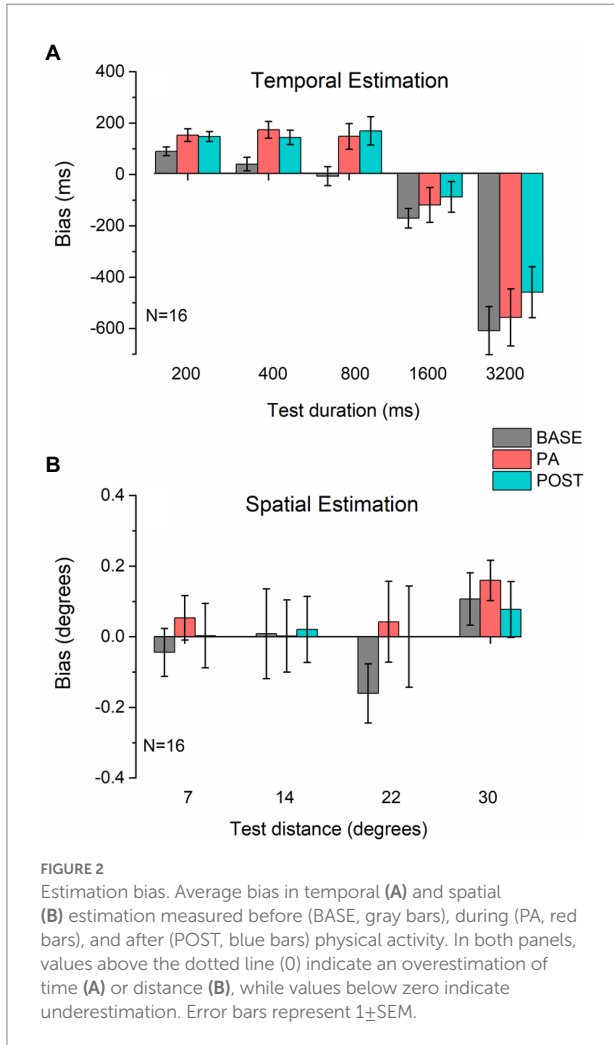 A
Temporal Estimation
400
200
0
-200
-400
-600
Bias (ms)
N=16
200 400 800 1600 3200
Test duration (ms)
BASE
PA
POST
B
Spatial Estimation
0.4
0.2
0.0
-0.2
-0.4
Bias (degrees)
N=16
7 14 22 30
Test distance (degrees)
FIGURE 2
Estimation bias. Average bias in temporal (A) and spatial
(B) estimation measured before (BASE, gray bars), during (PA, red
bars), and after (POST, blue bars) physical activity. In both panels,
values above the dotted line (0) indicate an overestimation of
time (A) or distance (B), while values below zero indicate
underestimation. Error bars represent 1±SEM.